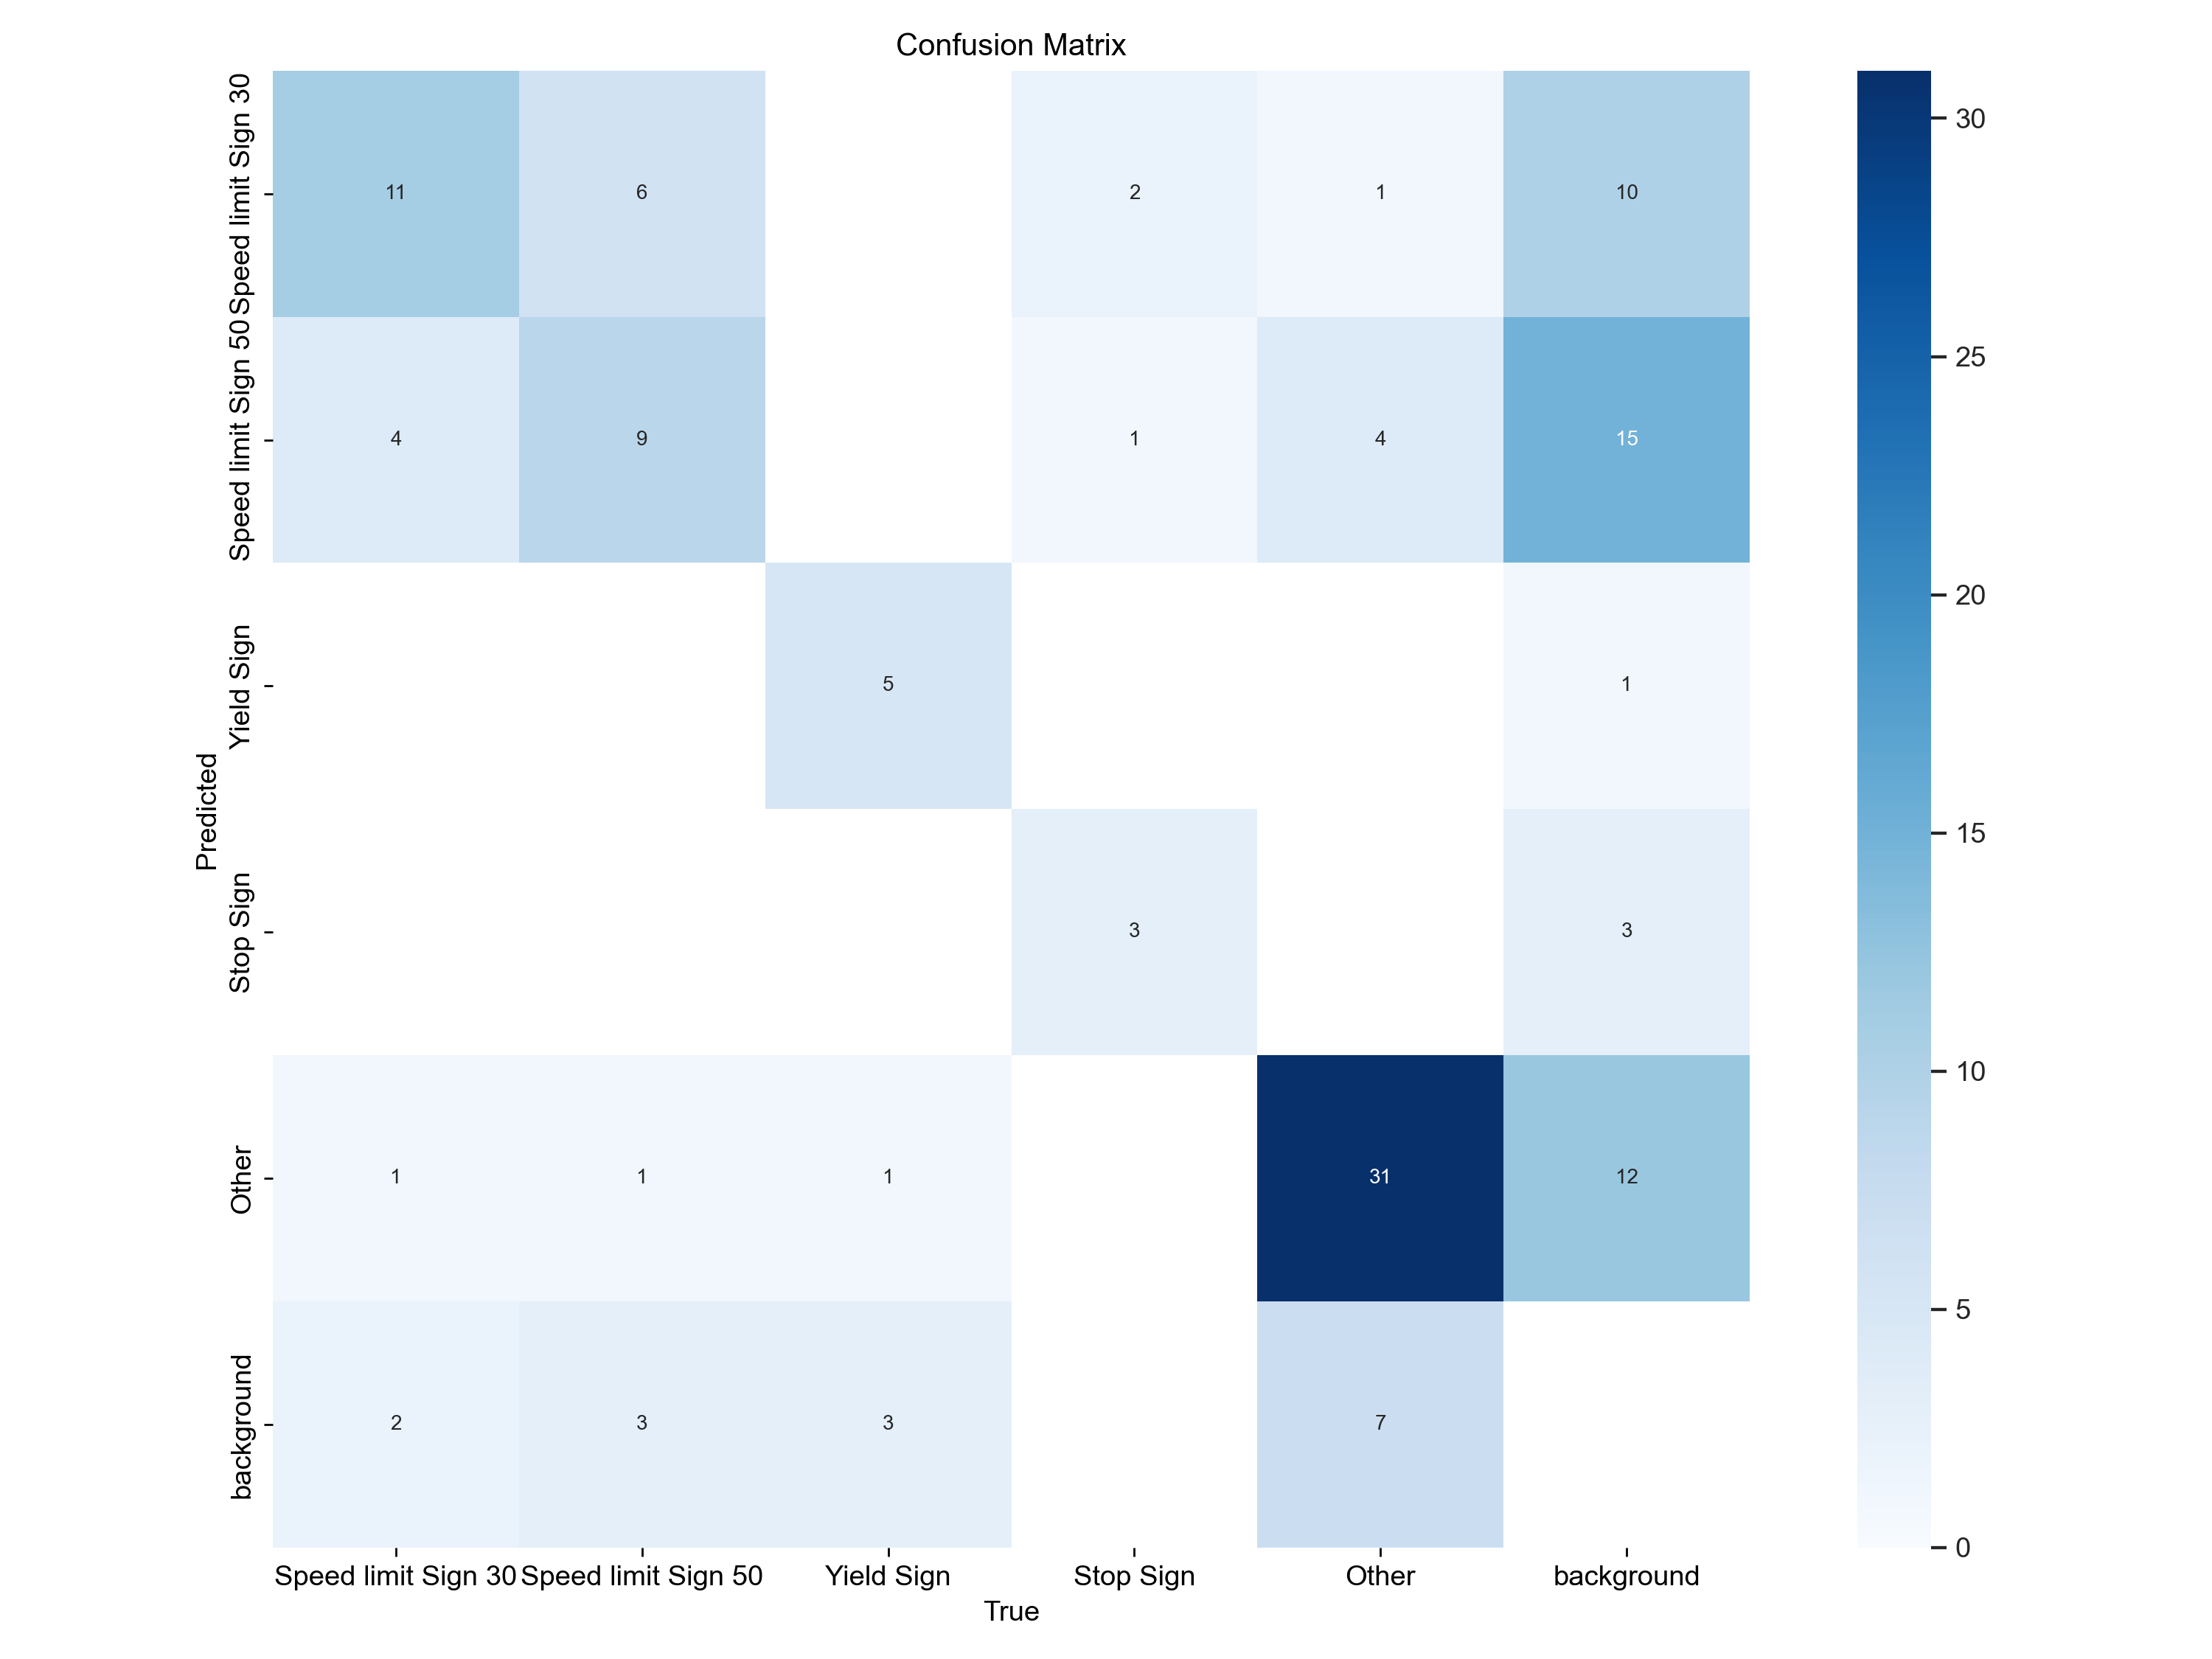 Confusion Matrix
Speed limit Sign 30
11 6 2 1 10
30
25
Speed limit Sign 50
4 9 1 4 15
20
Yield Sign
5 1
15
Predicted
Stop Sign
3 3
10
Other
1 1 1 31 12
5
background
2 3 3 7
0
Speed limit Sign 30 Speed limit Sign 50 Yield Sign Stop Sign Other background
True